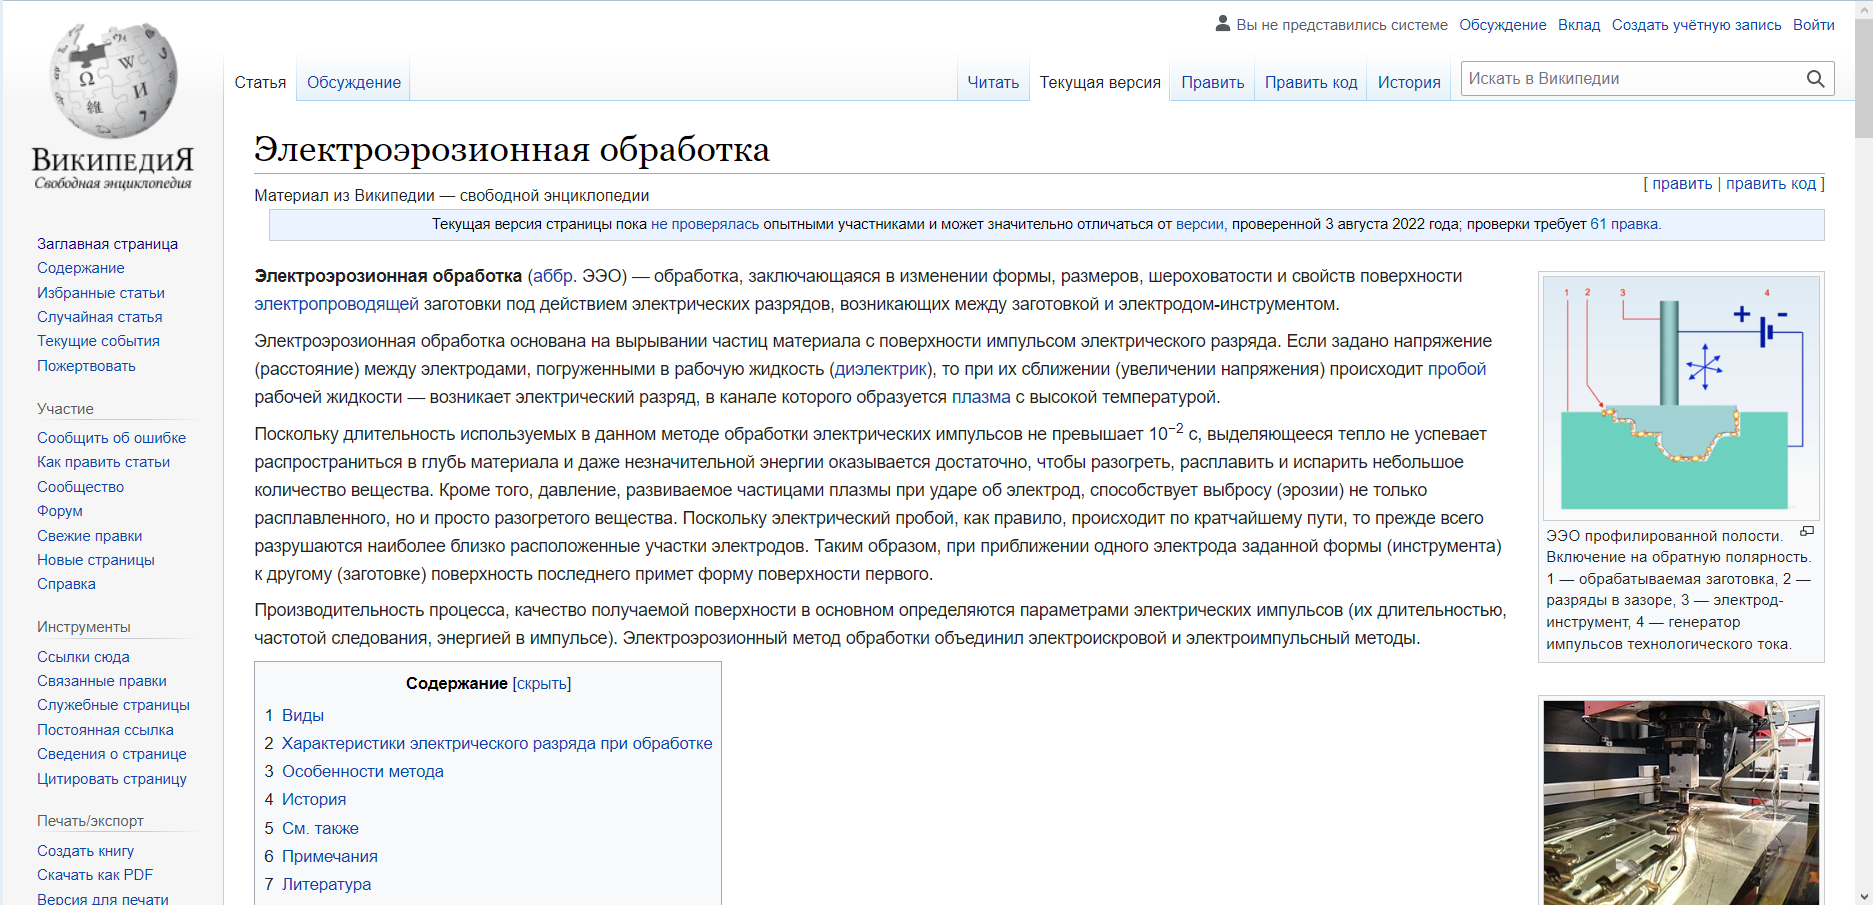 Вы не представились системе Обсуждение Вклад Создать учётную запись Войти
Статья Обсуждение Читать Текущая версия Править Править код История Искать в Википедии
ВикипедиЯ
Свободная энциклопедия
Заглавная страница
Содержание
Избранные статьи
Случайная статья
Текущие события
Пожертвовать
Участие
Сообщить об ошибке
Как править статьи
Сообщество
Форум
Свежие правки
Новые страницы
Справка
Инструменты
Ссылки сюда
Связанные правки
Служебные страницы
Постоянная ссылка
Сведения о странице
Цитировать страницу
Печать/экспорт
Создать книгу
Скачать как PDF
Версия для печати
Электроэрозионная обработка
Материал из Википедии — свободной энциклопедии
[ править | править код ]
Текущая версия страницы пока не проверялась опытными участниками и может значительно отличаться от версии, проверенной 3 августа 2022 года; проверки требует 61 правка.
Электроэрозионная обработка (аббр. ЭЭО) — обработка, заключающаяся в изменении формы, размеров, шероховатости и свойств поверхности
электропроводящей заготовки под действием электрических разрядов, возникающих между заготовкой и электродом-инструментом.
Электроэрозионная обработка основана на вырывании частиц материала с поверхности импульсом электрического разряда. Если задано напряжение
(расстояние) между электродами, погруженными в рабочую жидкость (диэлектрик), то при их сближении (увеличении напряжения) происходит пробой
рабочей жидкости — возникает электрический разряд, в канале которого образуется плазма с высокой температурой.
Поскольку длительность используемых в данном методе обработки электрических импульсов не превышает 10⁻² с, выделяющееся тепло не успевает
распространиться в глубь материала и даже незначительной энергии оказывается достаточно, чтобы разогреть, расплавить и испарить небольшое
количество вещества. Кроме того, давление, развиваемое частицами плазмы при ударе об электрод, способствует выбросу (эрозии) не только
расплавленного, но и просто разогретого вещества. Поскольку электрический пробой, как правило, происходит по кратчайшему пути, то прежде всего
разрушаются наиболее близко расположенные участки электродов. Таким образом, при приближении одного электрода заданной формы (инструмента)
к другому (заготовке) поверхность последнего примет форму поверхности первого.
Производительность процесса, качество получаемой поверхности в основном определяются параметрами электрических импульсов (их длительностью,
частотой следования, энергией в импульсе). Электроэрозионный метод обработки объединил электроискровой и электроимпульсный методы.
Содержание [скрыть]
1 Виды
2 Характеристики электрического разряда при обработке
3 Особенности метода
4 История
5 См. также
6 Примечания
7 Литература
1 2 3 4
+ -
ЭЭО профилированной полости.
Включение на обратную полярность.
1 — обрабатываемая заготовка, 2 —
разряды в зазоре, 3 — электрод-
инструмент, 4 — генератор
импульсов технологического тока.